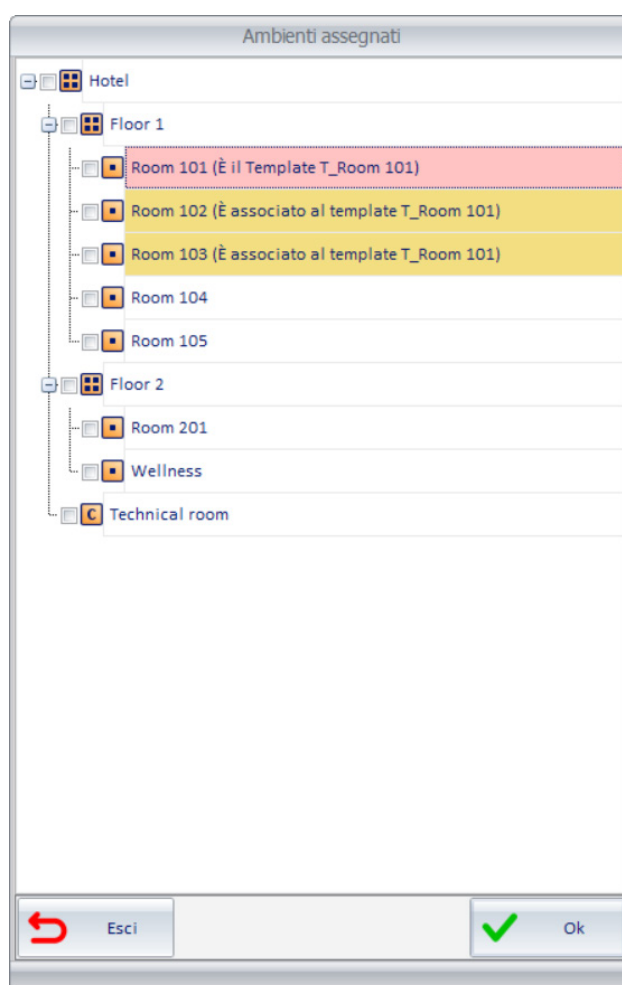 Ambienti assegnati
Hotel
Floor 1
Room 101 (È il Template T_Room 101)
Room 102 (È associato al template T_Room 101)
Room 103 (È associato al template T_Room 101)
Room 104
Room 105
Floor 2
Room 201
Wellness
C Technical room
Esci Ok